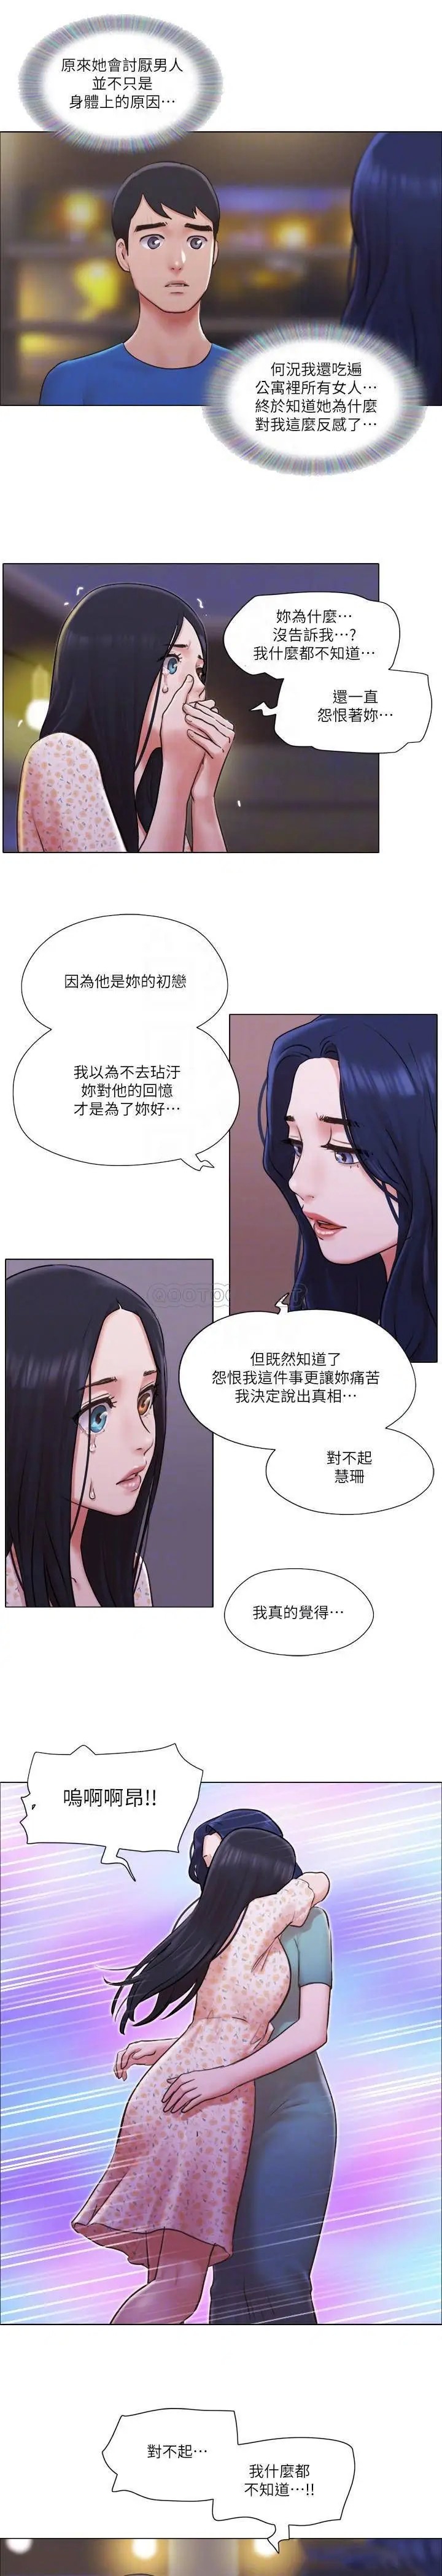 原來她會討厭男人
並不只是
身體上的原因…
何況我還吃遍
公寓裡所有女人…
終於知道她為什麼
對我這麼反感了…
妳為什麼…
沒告訴我…?
我什麼都不知道…
還一直
怨恨著妳…
因為他是妳的初戀
我以為不去玷汙
妳對他的回憶
才是為了妳好…
但既然知道了
怨恨我這件事更讓妳痛苦
我決定說出真相…
對不起
慧珊
我真的覺得…
嗚啊啊昂!!
對不起…
我什麼都
不知道…!!